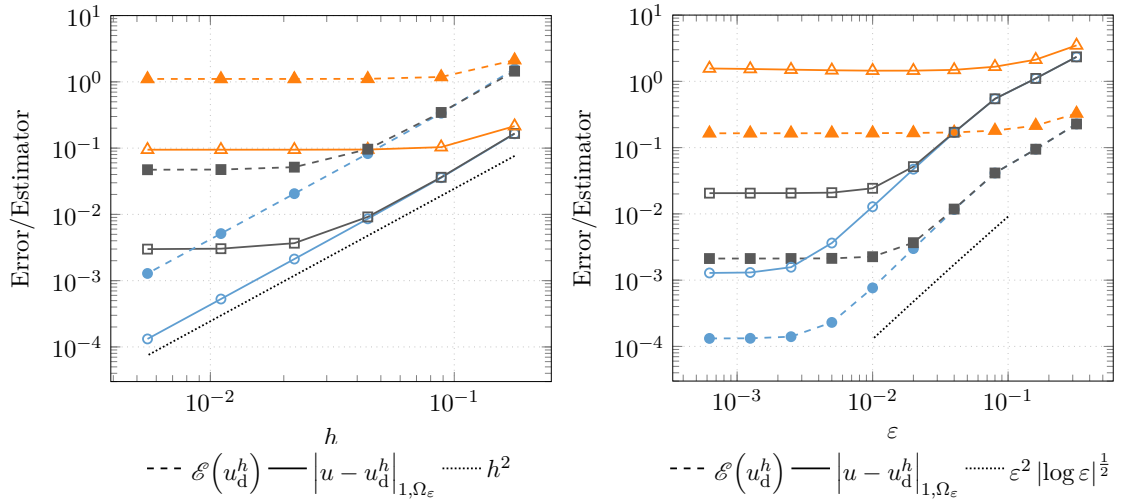 10^1
10^0
10^−1
10^−2
10^−3
10^−4
Error/Estimator
10^−2 10^−1
h
ℰ(u_d^h) |u − u_d^h|_{1,Ω_ε} h^2
10^1
10^0
10^−1
10^−2
10^−3
10^−4
Error/Estimator
10^−3 10^−2 10^−1
ε
ℰ(u_d^h) |u − u_d^h|_{1,Ω_ε} ε^2 |log ε|^{1/2}